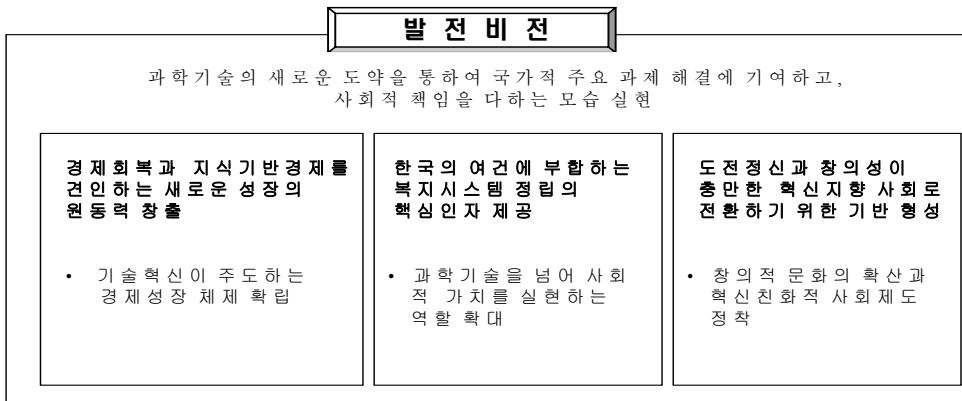 발전비전
과학기술의 새로운 도약을 통하여 국가적 주요 과제 해결에 기여하고,
사회적 책임을 다하는 모습 실현
경제회복과 지식기반경제를
견인하는 새로운 성장의
원동력 창출
• 기술혁신이 주도하는
경제성장 체제 확립
한국의 여건에 부합하는
복지시스템 정립의
핵심인자 제공
• 과학기술을 넘어 사회
적 가치를 실현하는
역할 확대
도전정신과 창의성이
충만한 혁신지향 사회로
전환하기 위한 기반 형성
• 창의적 문화의 확산과
혁신친화적 사회제도
정착